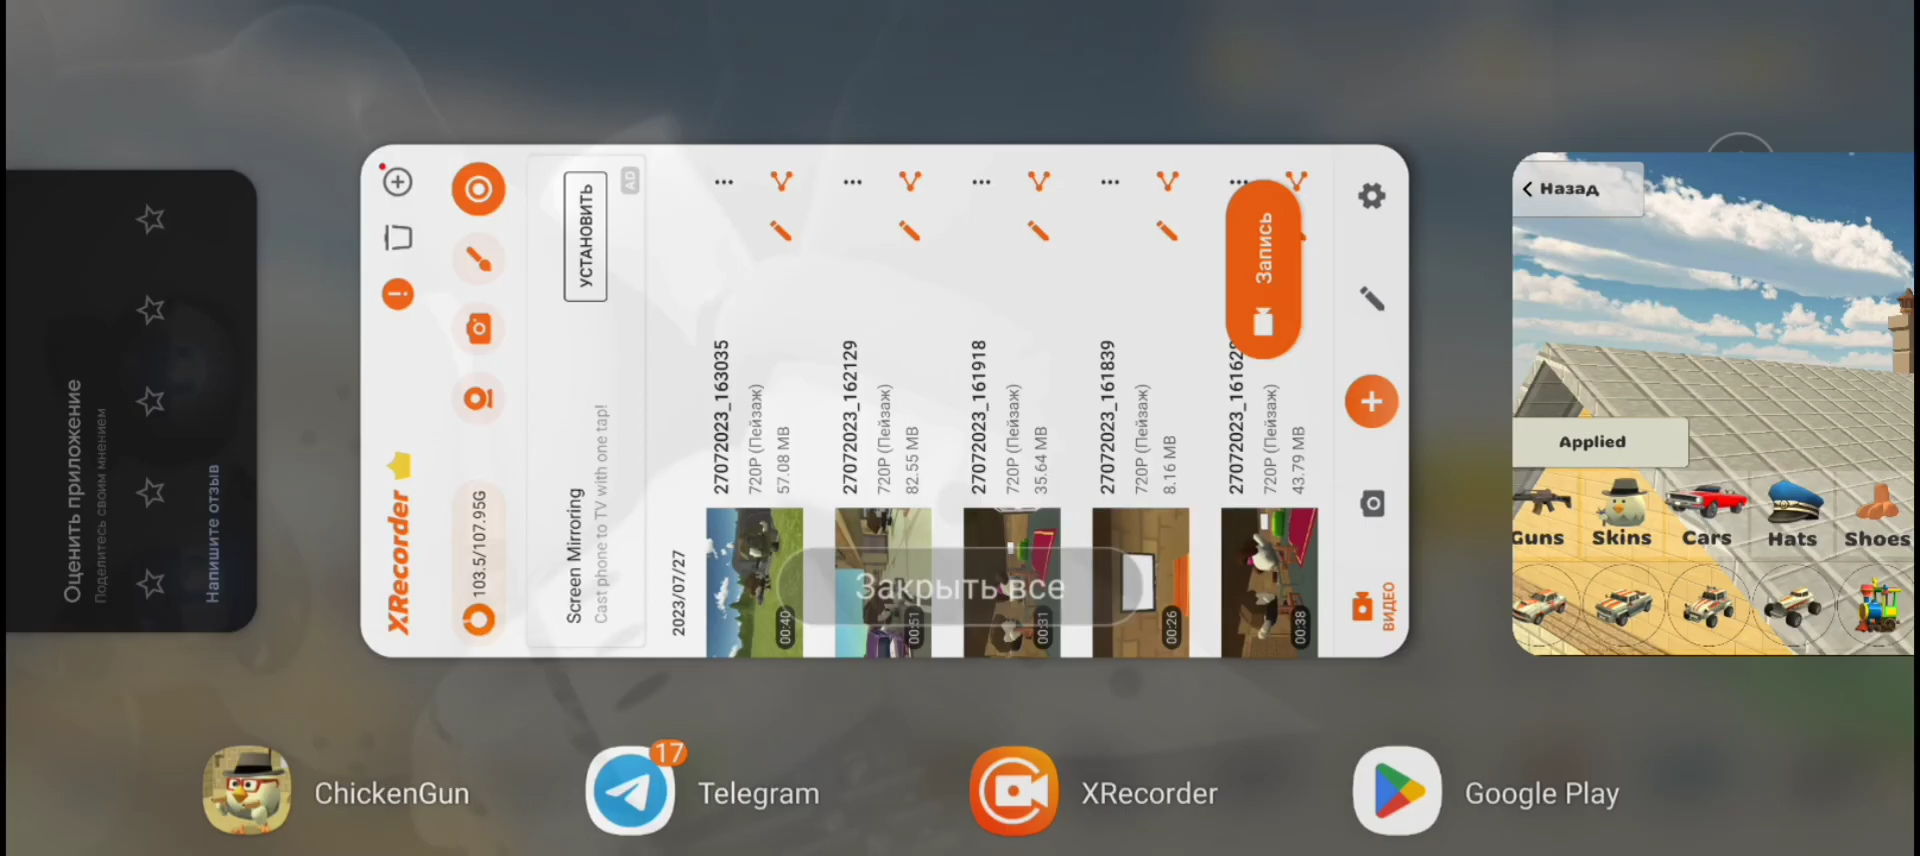 Оценить приложение
Поделитесь своим мнением
Напишите отзыв
XRecorder
103.5/107.95G
Screen Mirroring
Cast phone to TV with one tap!
УСТАНОВИТЬ
AD
2023/07/27
27072023_163035
720P (Пейзаж)
57.08 MB
00:40
27072023_162129
720P (Пейзаж)
82.55 MB
00:51
27072023_161918
720P (Пейзаж)
35.64 MB
00:31
27072023_161839
720P (Пейзаж)
8.16 MB
00:26
720P (Пейзаж)
43.79 MB
00:38
Запись
ВИДЕО
Закрыть все
Назад
Applied
Guns Skins Cars Hats Shoes
ChickenGun
17
Telegram
XRecorder
Google Play